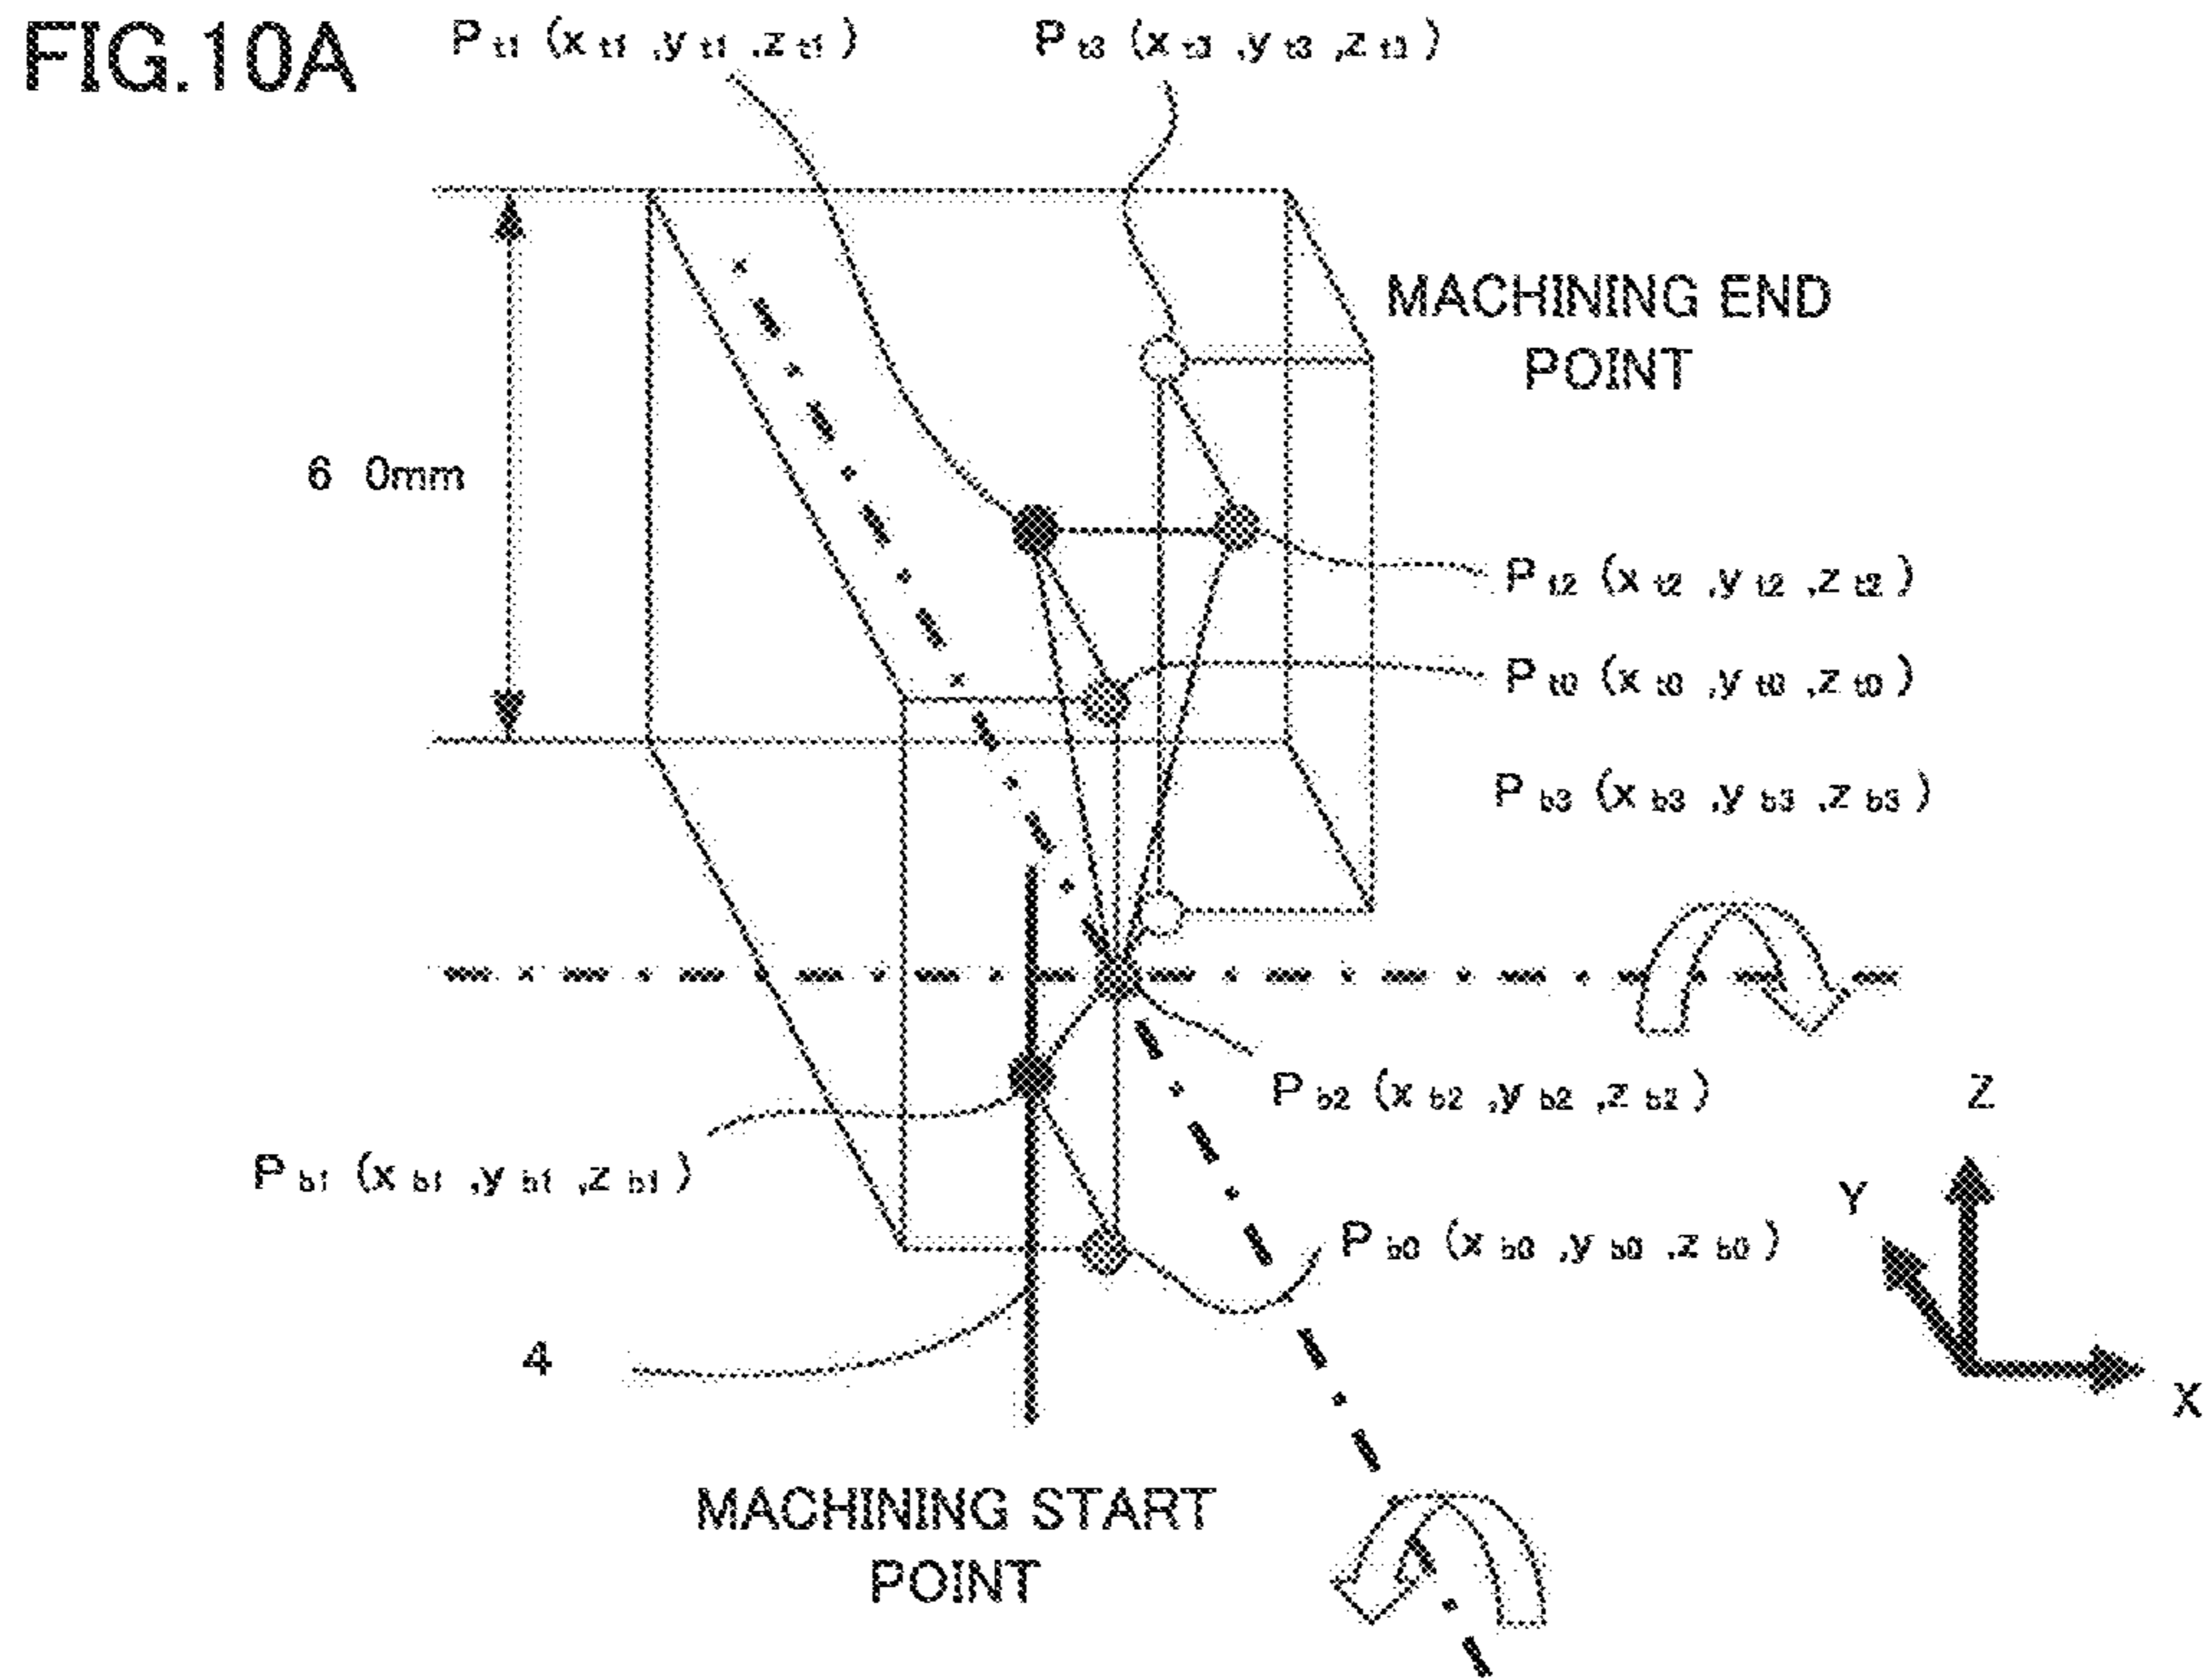 FIG.10A
Pt1 (xt1 ,yt1 ,zt1 )
Pt3 (xt3 ,yt3 ,zt3 )
MACHINING END
POINT
6 0mm
Pt2 (xt2 ,yt2 ,zt2 )
Pt0 (xt0 ,yt0 ,zt0 )
Pb3 (xb3 ,yb3 ,zb3 )
Pb2 (xb2 ,yb2 ,zb2 )
Z
Pb1 (xb1 ,yb1 ,zb1 )
Y
Pb0 (xb0 ,yb0 ,zb0 )
4
X
MACHINING START
POINT